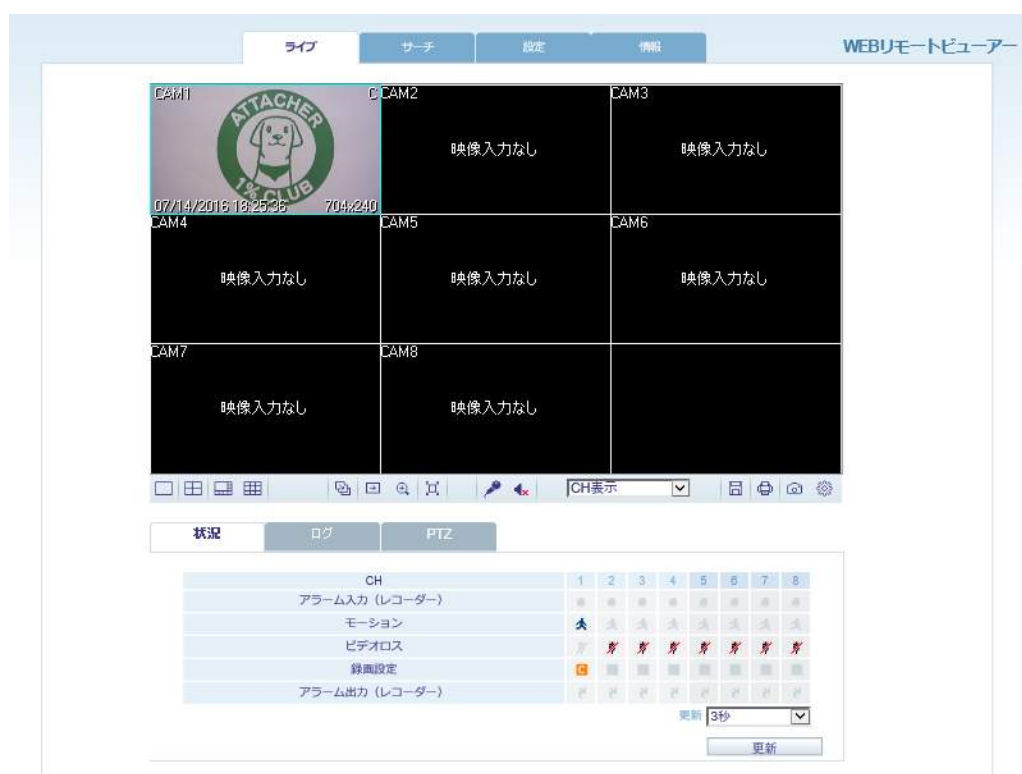 ライブ サーチ 設定 情報 WEBリモートビューアー
CAM1 C CAM2 CAM3
ATTACHER
1% CLUB
映像入力なし 映像入力なし
07/14/2016 18:25:36 704x240
CAM4 CAM5 CAM6
映像入力なし 映像入力なし 映像入力なし
CAM7 CAM8
映像入力なし 映像入力なし
CH表示
状況 ログ PTZ
CH 1 2 3 4 5 6 7 8
アラーム入力（レコーダー）
モーション
ビデオロス
録画設定 C
アラーム出力（レコーダー）
更新 3秒
更新